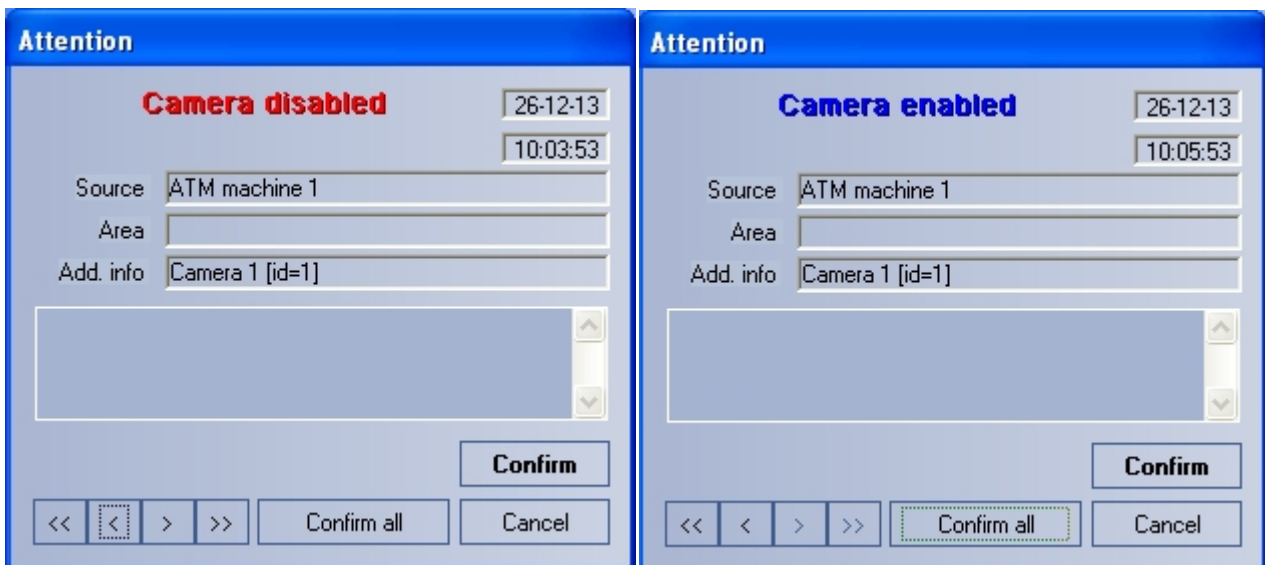 Attention
Camera disabled
26-12-13
10:03:53
Source ATM machine 1
Area
Add. info Camera 1 [id=1]
Confirm
<< < > >> Confirm all Cancel
Attention
Camera enabled
26-12-13
10:05:53
Source ATM machine 1
Area
Add. info Camera 1 [id=1]
Confirm
<< < > >> Confirm all Cancel